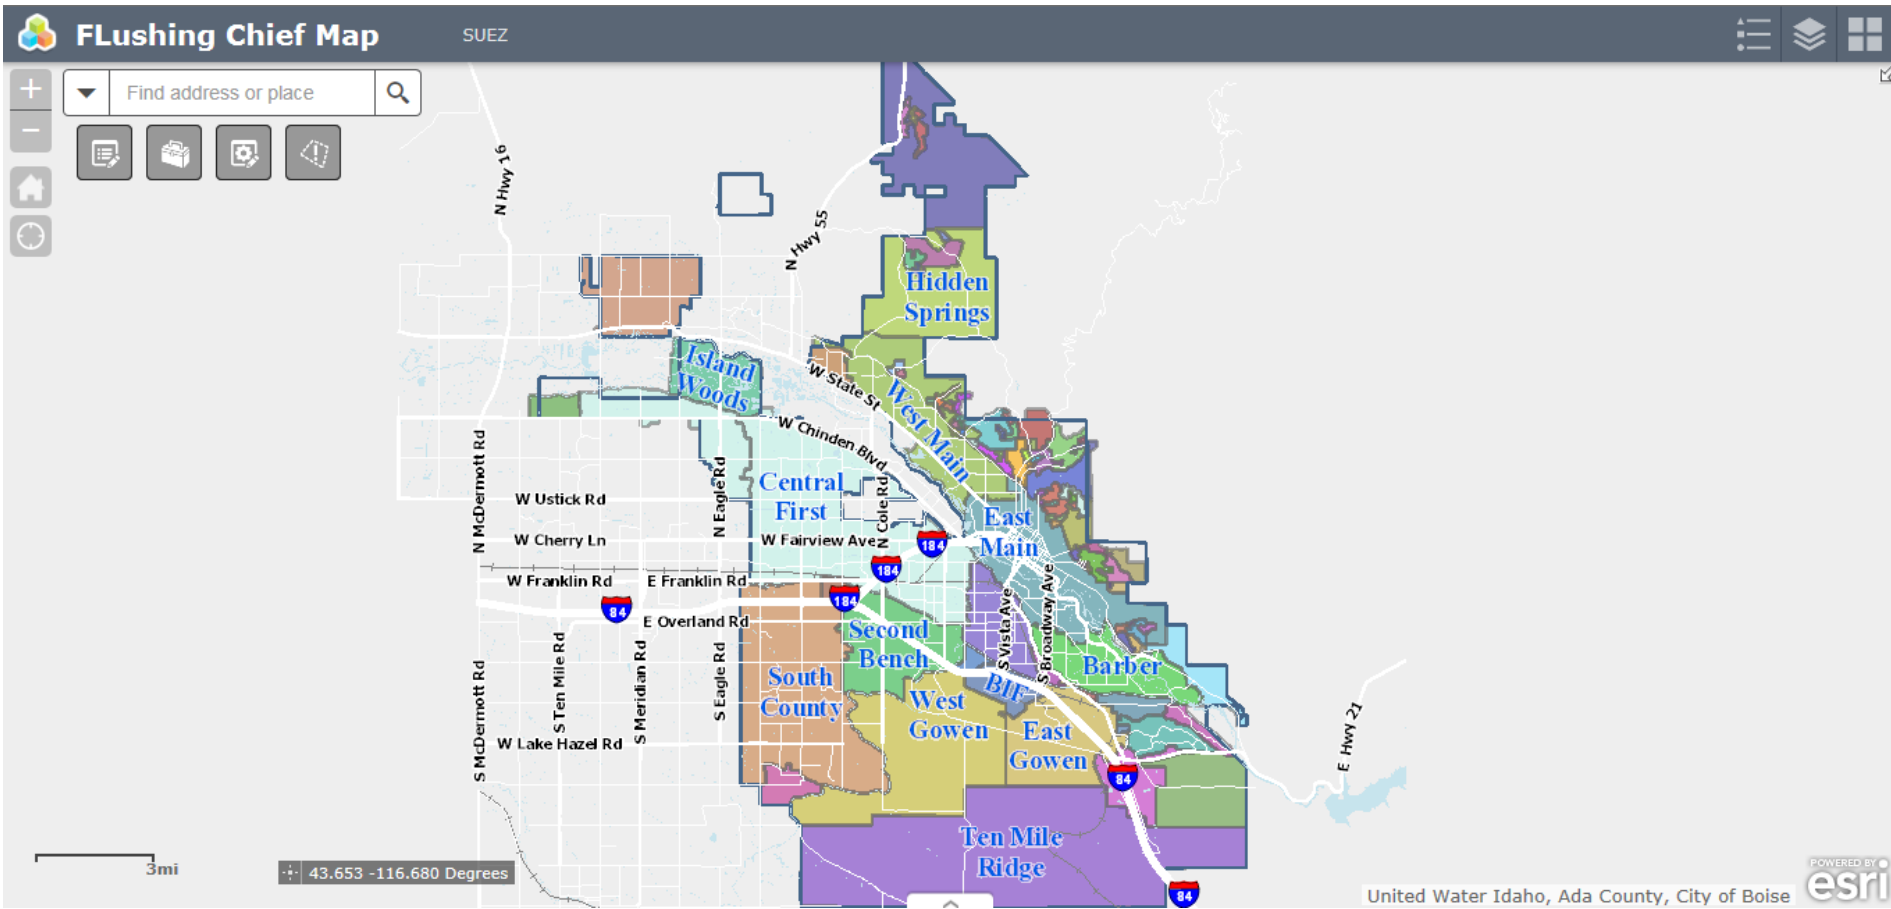 FLushing Chief Map
SUEZ
+
Find address or place
−
N Hwy 16
N Hwy 55
Hidden
Springs
Island
Woods
W State St
West Main
W Chinden Blvd
N McDermott Rd
N Eagle Rd
Central
First
N Cole Rd
W Ustick Rd
East
Main
W Cherry Ln
W Fairview Ave
184
184
W Franklin Rd
E Franklin Rd
184
84
E Overland Rd
Second
Bench
S Vista Ave
S Broadway Ave
Barber
S McDermott Rd
S Ten Mile Rd
S Meridian Rd
S Eagle Rd
South
County
BIF
West
Gowen
East
Gowen
W Lake Hazel Rd
E Hwy 21
84
Ten Mile
Ridge
3mi
43.653 -116.680 Degrees
84
POWERED BY
esri
United Water Idaho, Ada County, City of Boise